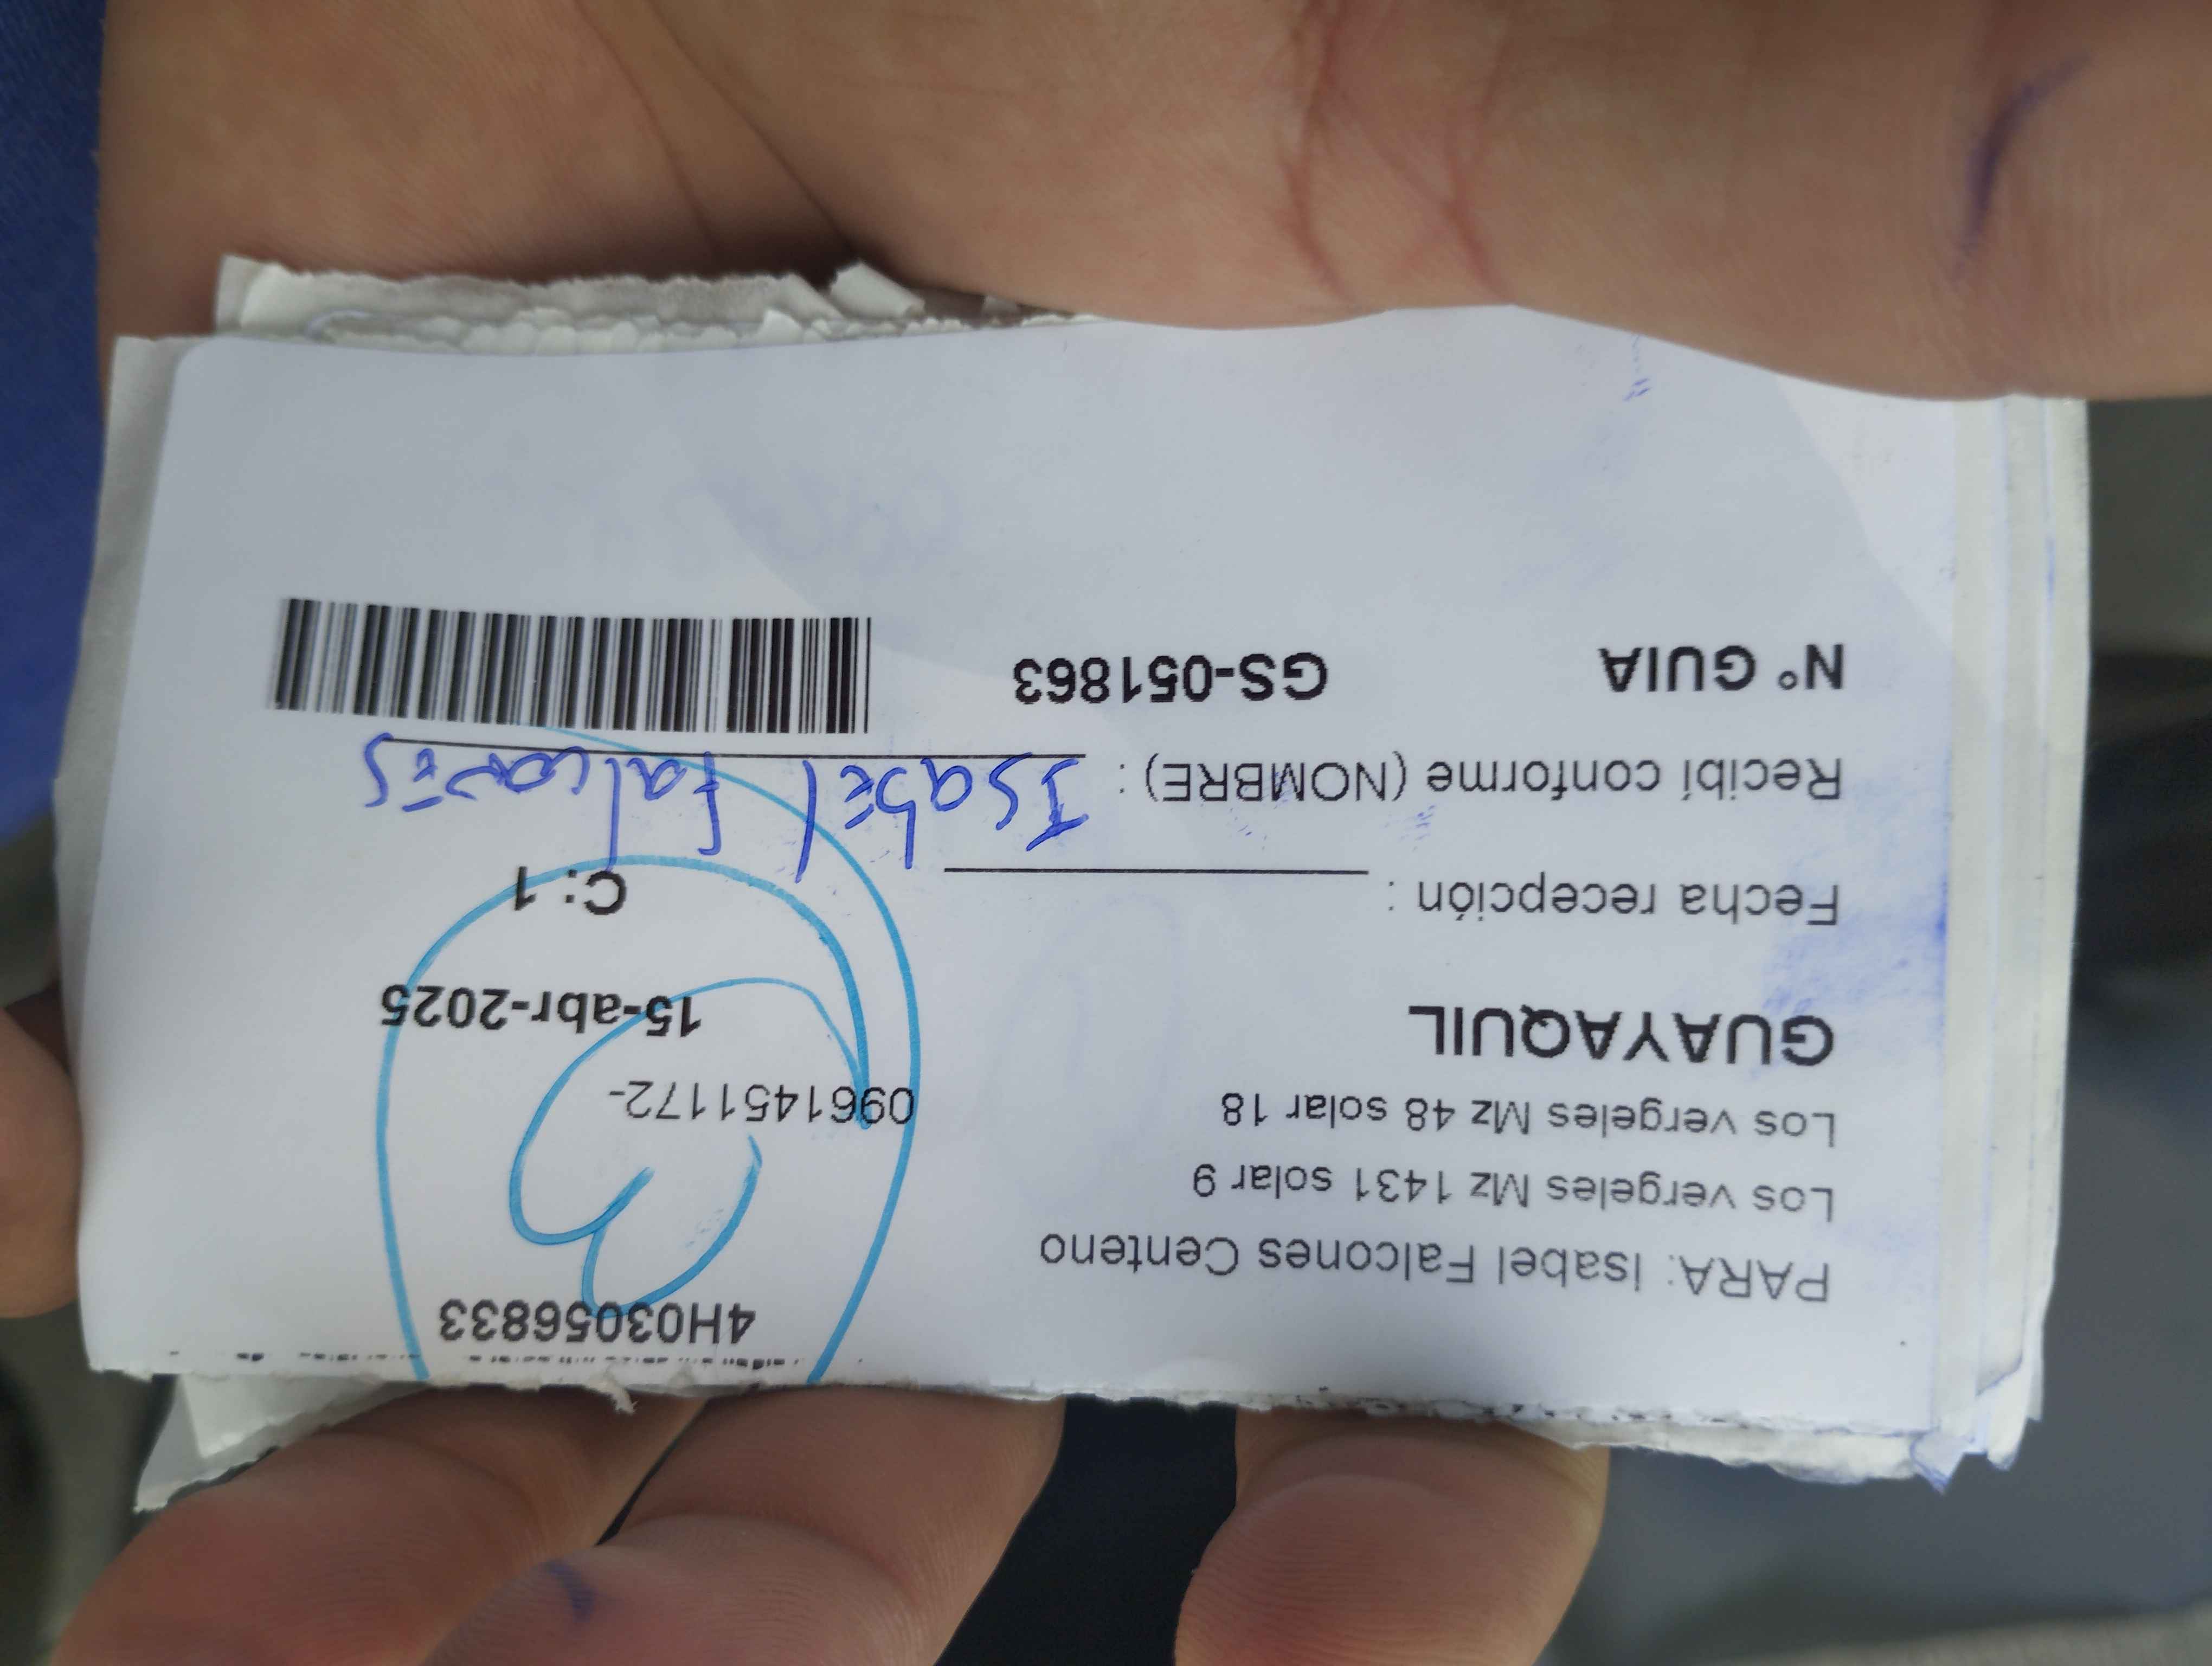 4H03056833
PARA: Isabel Falcones Centeno
Los vergeles Mz 1431 solar 9
Los vergeles Mz 48 solar 18
0961451172-
GUAYAQUIL
15-abr-2025
Fecha recepción :
C: 1
Recibí conforme (NOMBRE) : Isabel Falcones
N° GUIA GS-051863